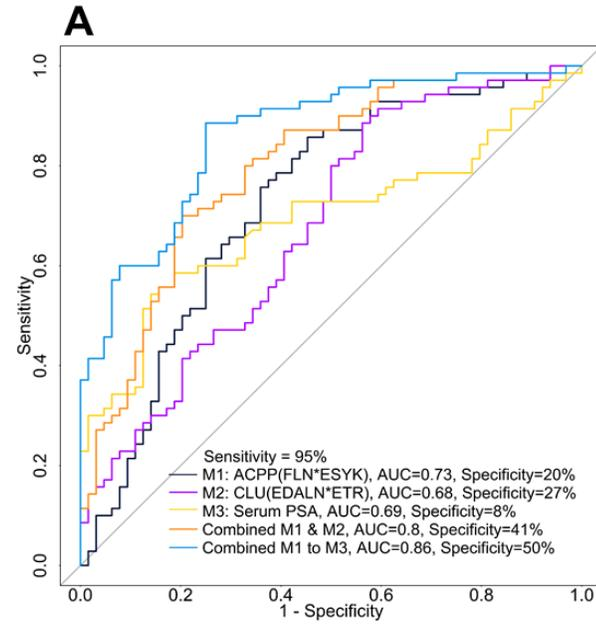 A
1.0
0.8
0.6
0.4
0.2
0.0
Sensitivity
Sensitivity = 95%
M1: ACPP(FLN*ESYK), AUC=0.73, Specificity=20%
M2: CLU(EDALN*ETR), AUC=0.68, Specificity=27%
M3: Serum PSA, AUC=0.69, Specificity=8%
Combined M1 & M2, AUC=0.8, Specificity=41%
Combined M1 to M3, AUC=0.86, Specificity=50%
0.0 0.2 0.4 0.6 0.8 1.0
1 - Specificity